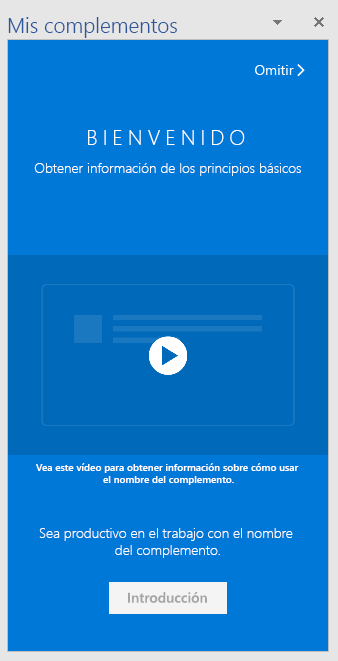 Mis complementos
Omitir
BIENVENIDO
Obtener información de los principios básicos
Vea este vídeo para obtener información sobre cómo usar
el nombre del complemento.
Sea productivo en el trabajo con el nombre
del complemento.
Introducción